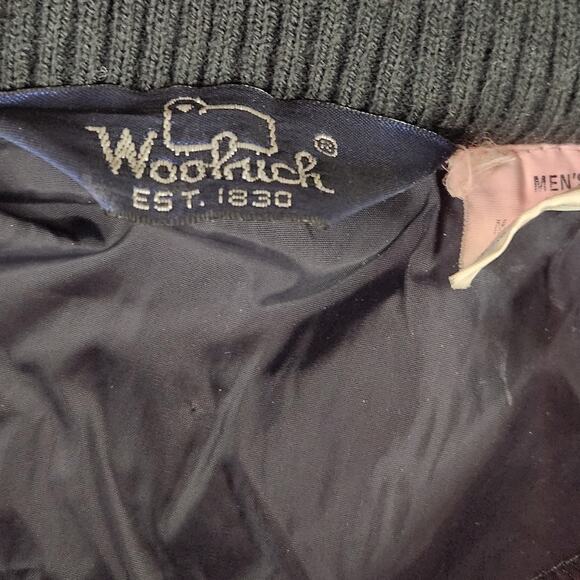 Woolrich ®
EST. 1830
MEN'S
M